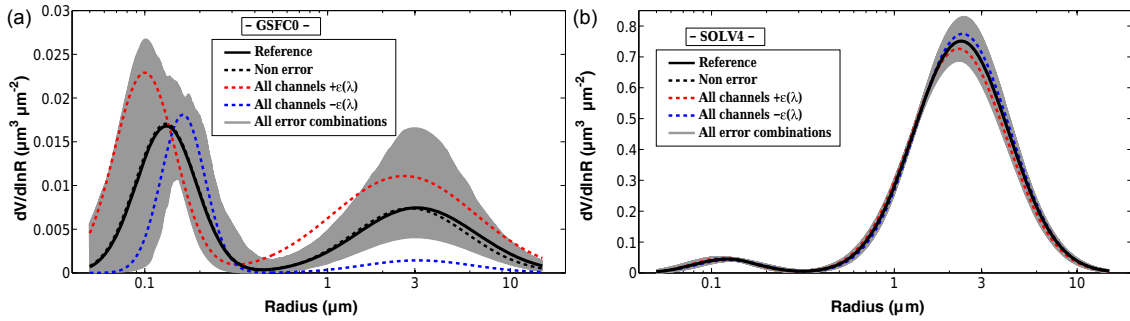 (a)
– GSFC0 –
Reference
Non error
All channels +ε(λ)
All channels −ε(λ)
All error combinations
dV/dlnR (µm³ µm⁻²)
0.03
0.025
0.02
0.015
0.01
0.005
0
0.1
1
3
10
Radius (µm)
(b)
– SOLV4 –
Reference
Non error
All channels +ε(λ)
All channels −ε(λ)
All error combinations
dV/dlnR (µm³ µm⁻²)
0.8
0.7
0.6
0.5
0.4
0.3
0.2
0.1
0
0.1
1
3
10
Radius (µm)